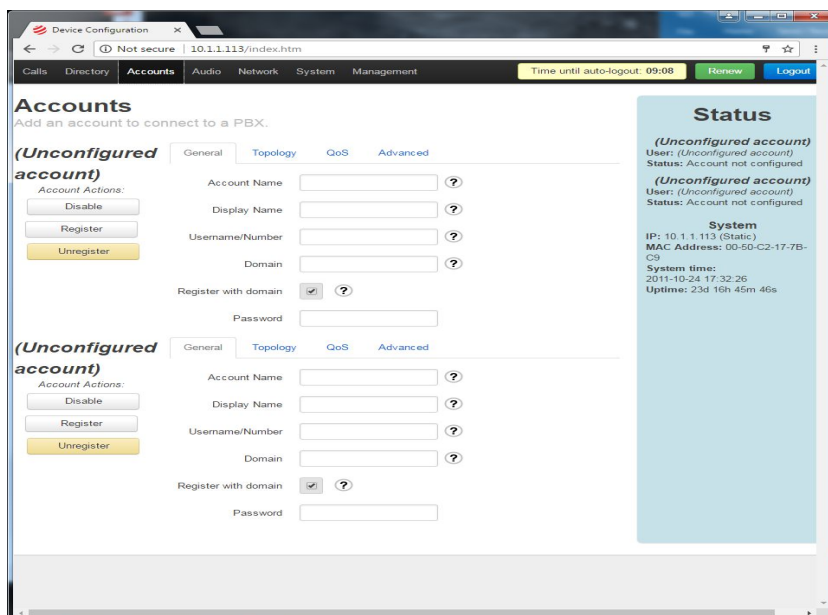 Device Configuration
Not secure | 10.1.1.113/index.htm
Calls Directory Accounts Audio Network System Management Time until auto-logout: 09:08 Renew Logout
Accounts
Add an account to connect to a PBX.
(Unconfigured account)
Account Actions:
Disable
Register
Unregister
General Topology QoS Advanced
Account Name ?
Display Name ?
Username/Number ?
Domain ?
Register with domain ?
Password
(Unconfigured account)
Account Actions:
Disable
Register
Unregister
General Topology QoS Advanced
Account Name ?
Display Name ?
Username/Number ?
Domain ?
Register with domain ?
Password
Status
(Unconfigured account)
User: (Unconfigured account)
Status: Account not configured
(Unconfigured account)
User: (Unconfigured account)
Status: Account not configured
System
IP: 10.1.1.113 (Static)
MAC Address: 00-50-C2-17-7B-
C9
System time:
2011-10-24 17:32:26
Uptime: 23d 16h 45m 46s